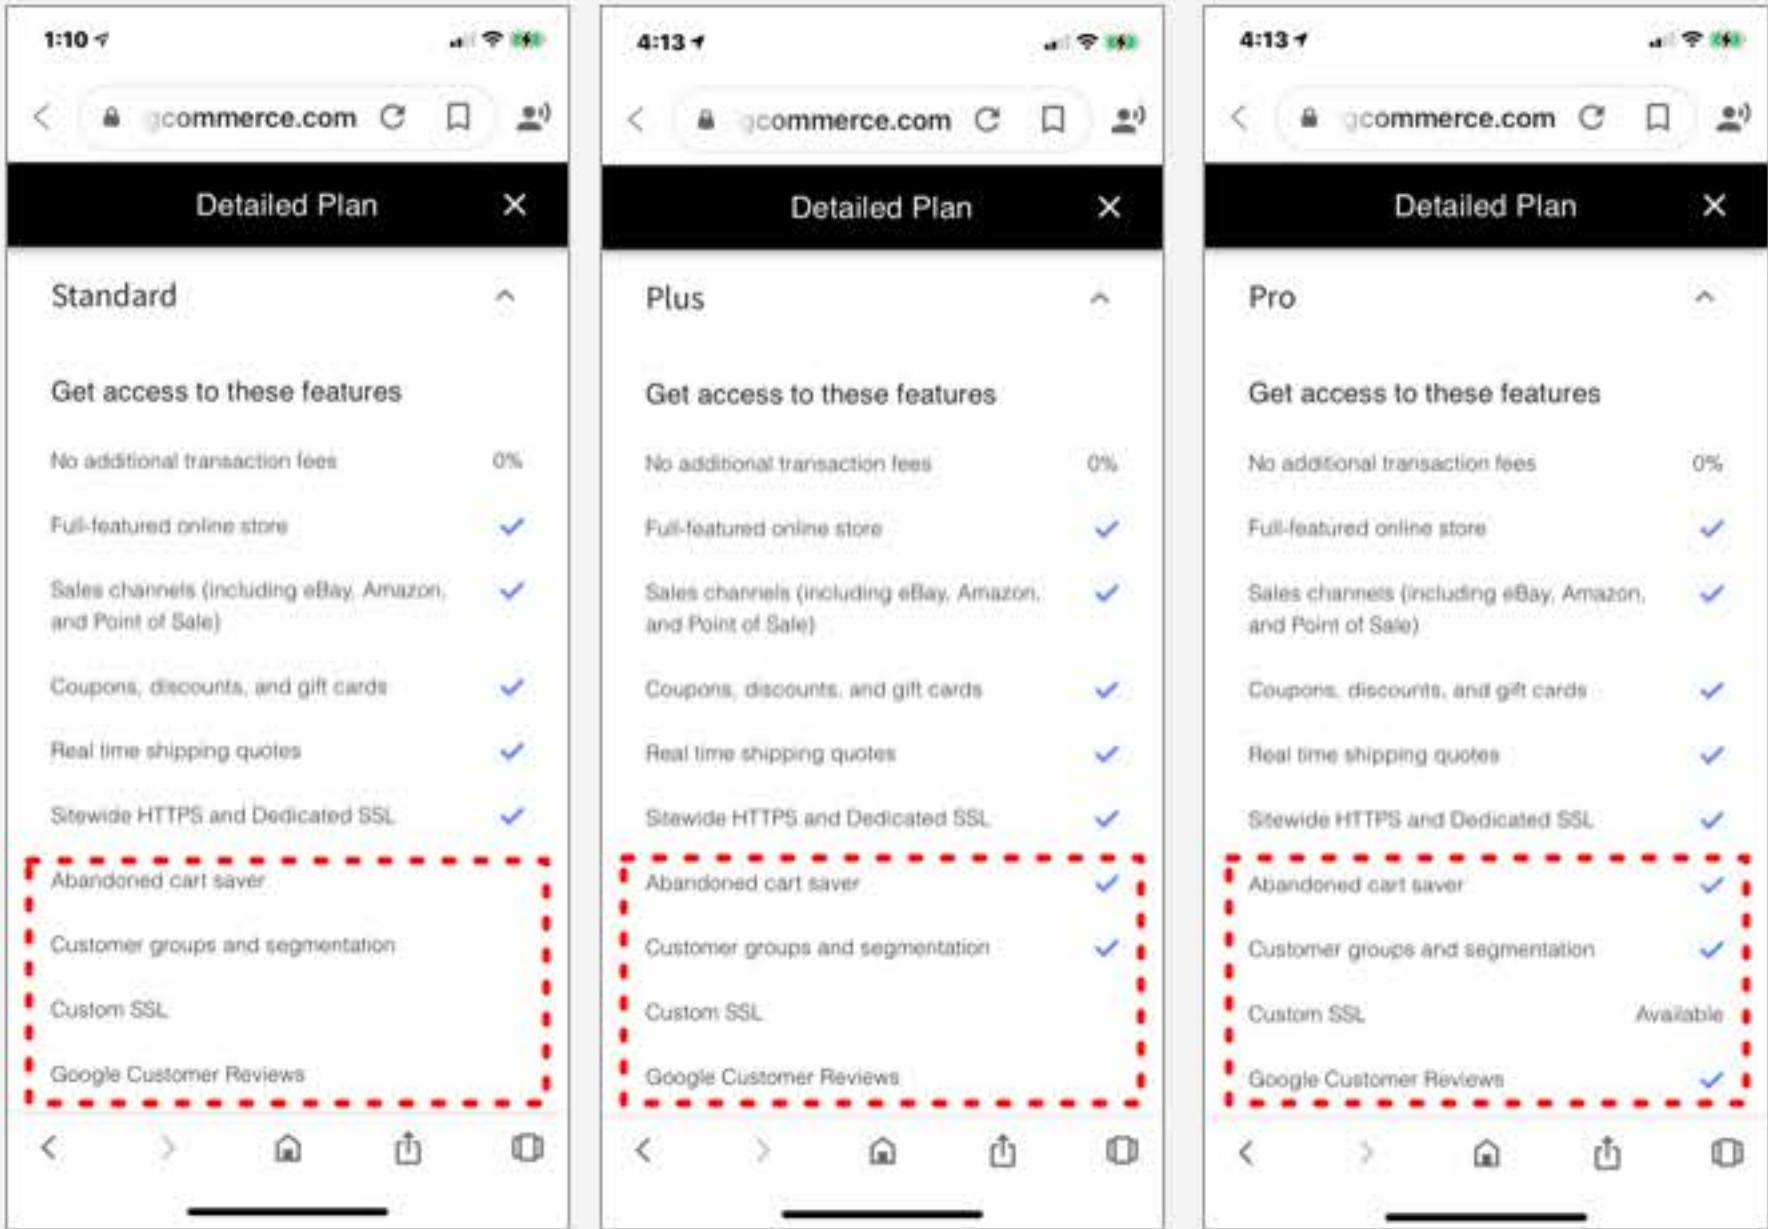 1:10
gcommerce.com
Detailed Plan
Standard
Get access to these features
No additional transaction fees 0%
Full-featured online store
Sales channels (including eBay, Amazon,
and Point of Sale)
Coupons, discounts, and gift cards
Real time shipping quotes
Sitewide HTTPS and Dedicated SSL
Abandoned cart saver
Customer groups and segmentation
Custom SSL
Google Customer Reviews
4:13
gcommerce.com
Detailed Plan
Plus
Get access to these features
No additional transaction fees 0%
Full-featured online store
Sales channels (including eBay, Amazon,
and Point of Sale)
Coupons, discounts, and gift cards
Real time shipping quotes
Sitewide HTTPS and Dedicated SSL
Abandoned cart saver
Customer groups and segmentation
Custom SSL
Google Customer Reviews
4:13
gcommerce.com
Detailed Plan
Pro
Get access to these features
No additional transaction fees 0%
Full-featured online store
Sales channels (including eBay, Amazon,
and Point of Sale)
Coupons, discounts, and gift cards
Real time shipping quotes
Sitewide HTTPS and Dedicated SSL
Abandoned cart saver
Customer groups and segmentation
Custom SSL Available
Google Customer Reviews